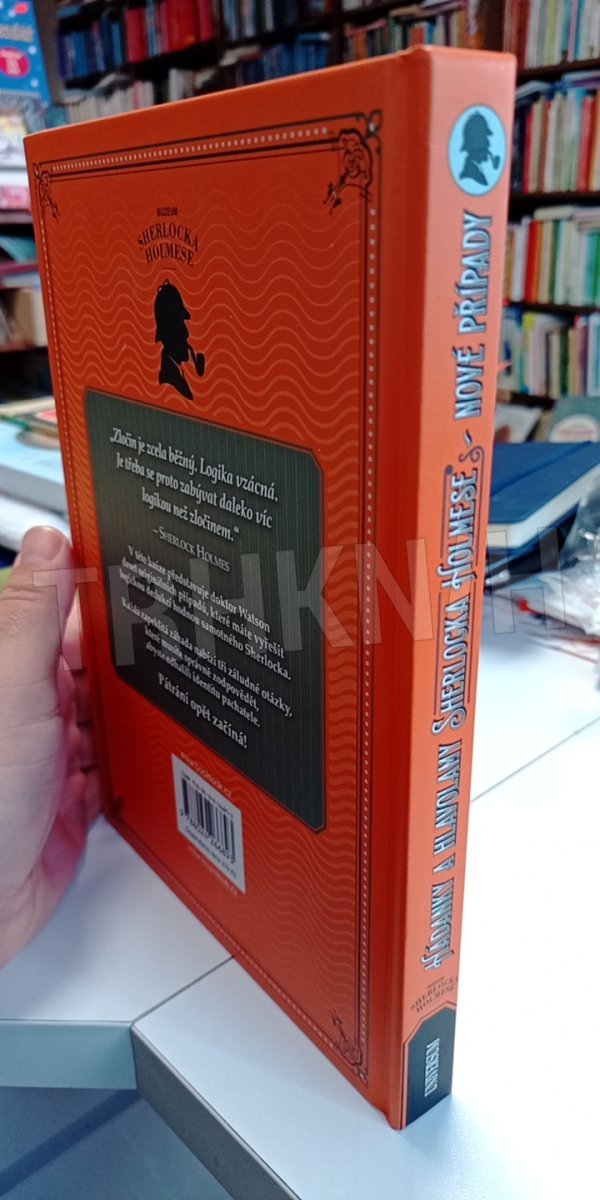 MUZEUM
SHERLOCKA
HOLMESE
„Zločin je zcela běžný. Logika vzácná.
Je třeba se proto zabývat daleko víc
logikou než zločinem.“
– SHERLOCK HOLMES
V této knize představuje doktor Watson
deset originálních případů, které máte vyřešit
logickou dedukcí hodnou samotného Sherlocka.
Každá zapeklitá záhada nabízí tři záludné otázky,
které musíte správně zodpovědět,
abyste odhalili identitu pachatele.
Pátrání opět začíná!
HÁDANKY A HLAVOLAMY SHERLOCKA HOLMESE – NOVÉ PŘÍPADY
MUZEUM
SHERLOCKA
HOLMESE
UNIVERSUM
TRHKNIH